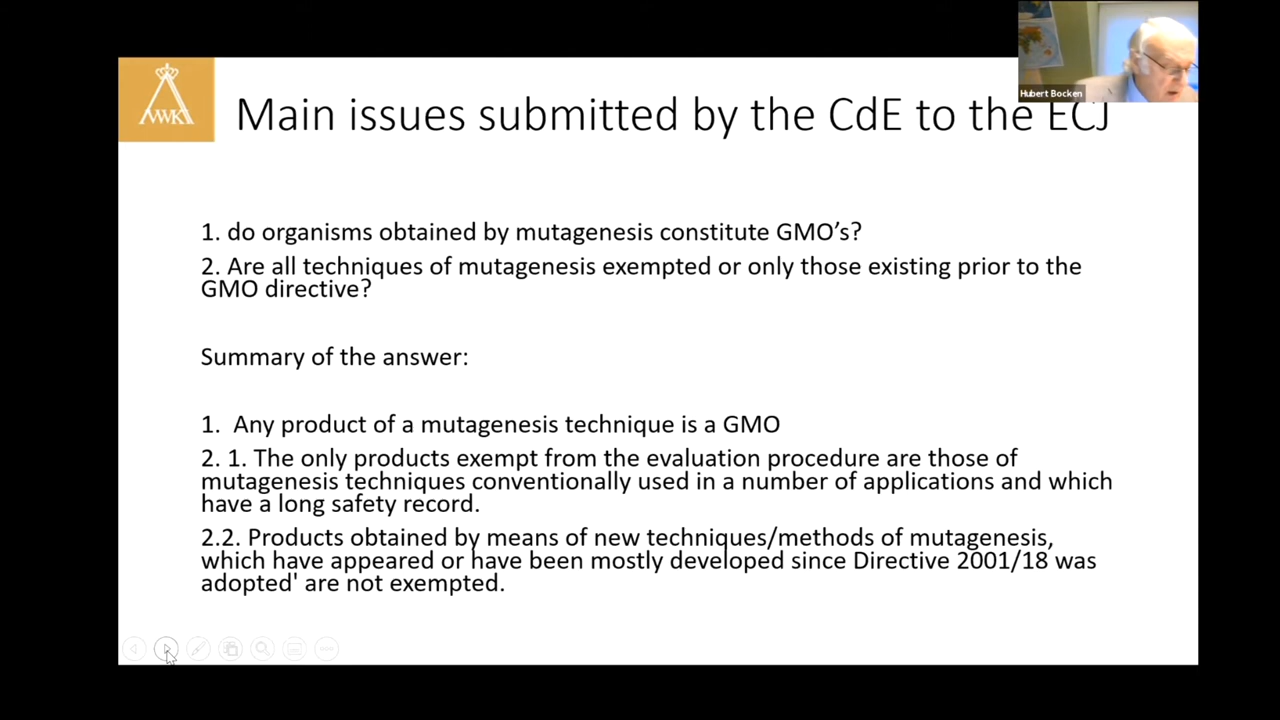 Hubert Bocken
Main issues submitted by the CdE to the ECJ
1. do organisms obtained by mutagenesis constitute GMO’s?
2. Are all techniques of mutagenesis exempted or only those existing prior to the
GMO directive?
Summary of the answer:
1. Any product of a mutagenesis technique is a GMO
2. 1. The only products exempt from the evaluation procedure are those of
mutagenesis techniques conventionally used in a number of applications and which
have a long safety record.
2.2. Products obtained by means of new techniques/methods of mutagenesis,
which have appeared or have been mostly developed since Directive 2001/18 was
adopted' are not exempted.